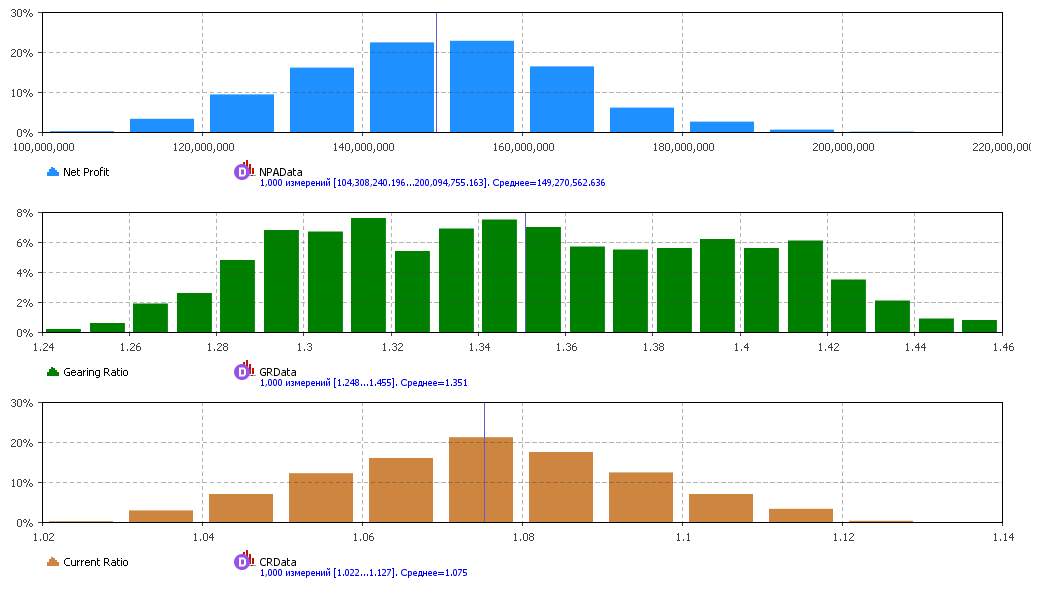 30%
20%
10%
0%
100,000,000 120,000,000 140,000,000 160,000,000 180,000,000 200,000,000 220,000,000
Net Profit D NPAData
1,000 измерений [104,308,240.196...200,094,755.163]. Среднее=149,270,562.636
8%
6%
4%
2%
0%
1.24 1.26 1.28 1.3 1.32 1.34 1.36 1.38 1.4 1.42 1.44 1.46
Gearing Ratio D GRData
1,000 измерений [1.248...1.455]. Среднее=1.351
30%
20%
10%
0%
1.02 1.04 1.06 1.08 1.1 1.12 1.14
Current Ratio D CRData
1,000 измерений [1.022...1.127]. Среднее=1.075